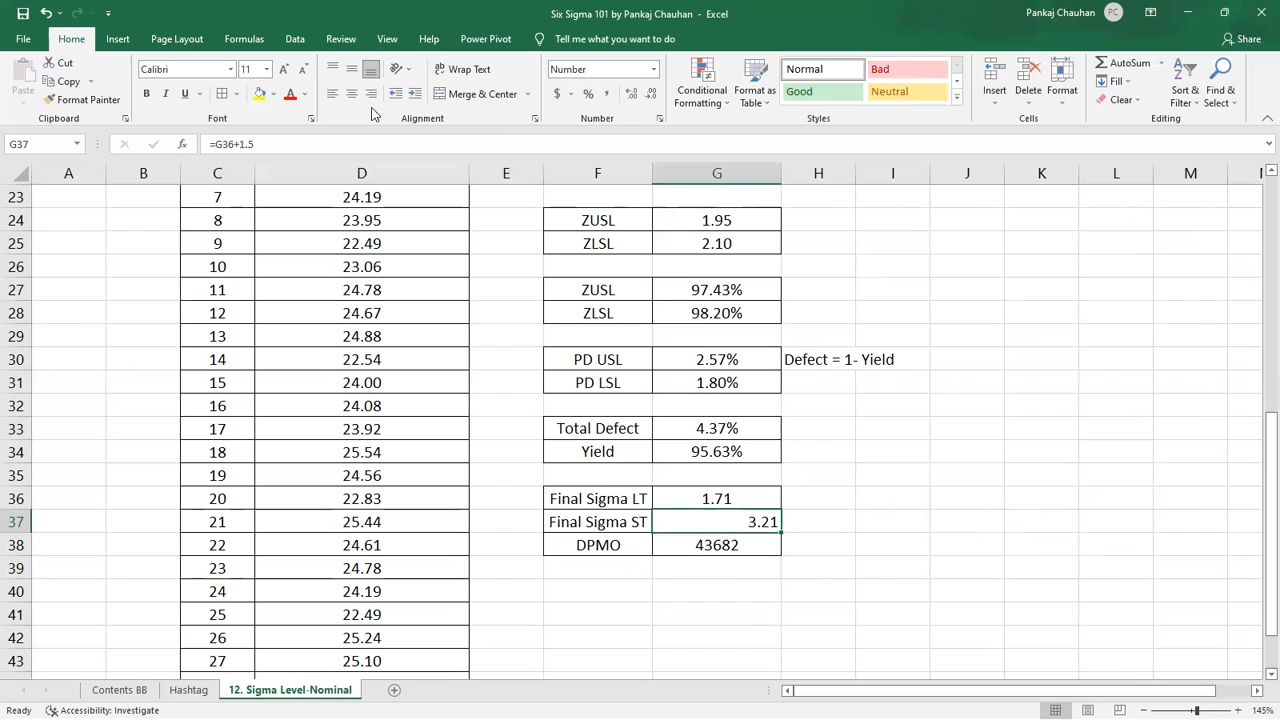 Six Sigma 101 by Pankaj Chauhan - Excel
Pankaj Chauhan PC
File Home Insert Page Layout Formulas Data Review View Help Power Pivot Tell me what you want to do Share
Paste
Cut
Copy
Format Painter
Clipboard
Calibri 11
B I U
Font
Wrap Text
Merge & Center
Alignment
Number
$ % ,
Number
Conditional Formatting
Format as Table
Normal Bad
Good Neutral
Styles
Insert Delete Format
Cells
AutoSum
Fill
Clear
Sort & Filter
Find & Select
Editing
G37 fx =G36+1.5
A B C D E F G H I J K L M
23 7 24.19
24 8 23.95 ZUSL 1.95
25 9 22.49 ZLSL 2.10
26 10 23.06
27 11 24.78 ZUSL 97.43%
28 12 24.67 ZLSL 98.20%
29 13 24.88
30 14 22.54 PD USL 2.57% Defect = 1- Yield
31 15 24.00 PD LSL 1.80%
32 16 24.08
33 17 23.92 Total Defect 4.37%
34 18 25.54 Yield 95.63%
35 19 24.56
36 20 22.83 Final Sigma LT 1.71
37 21 25.44 Final Sigma ST 3.21
38 22 24.61 DPMO 43682
39 23 24.78
40 24 24.19
41 25 22.49
42 26 25.24
43 27 25.10
Contents BB Hashtag 12. Sigma Level-Nominal
Ready Accessibility: Investigate 145%